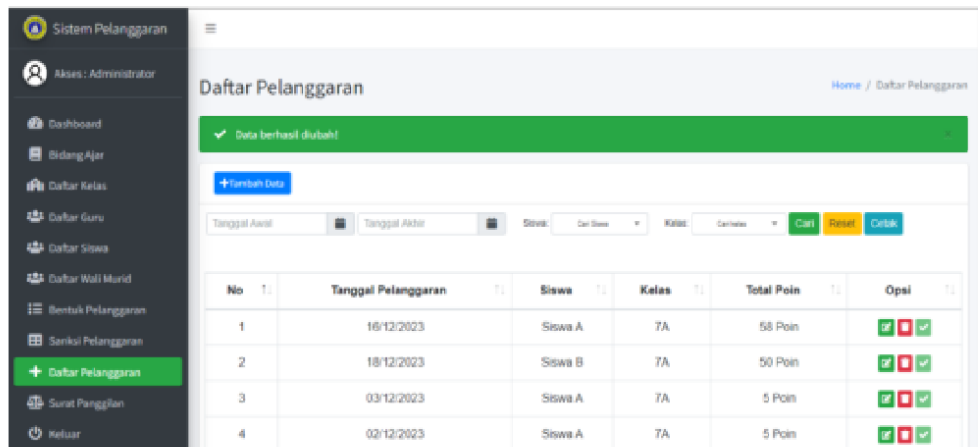 Sistem Pelanggaran
Akses : Administrator
Dashboard
Bidang Ajar
Daftar Kelas
Daftar Guru
Daftar Siswa
Daftar Wali Murid
Bentuk Pelanggaran
Sanksi Pelanggaran
Daftar Pelanggaran
Surat Panggilan
Keluar
Daftar Pelanggaran
Home / Daftar Pelanggaran
Data berhasil diubah!
+Tambah Data
Tanggal Awal Tanggal Akhir Siswa: Cari Siswa Kelas: Cari kelas Cari Reset Cetak
No Tanggal Pelanggaran Siswa Kelas Total Poin Opsi
1 16/12/2023 Siswa A 7A 58 Poin
2 18/12/2023 Siswa B 7A 50 Poin
3 03/12/2023 Siswa A 7A 5 Poin
4 02/12/2023 Siswa A 7A 5 Poin